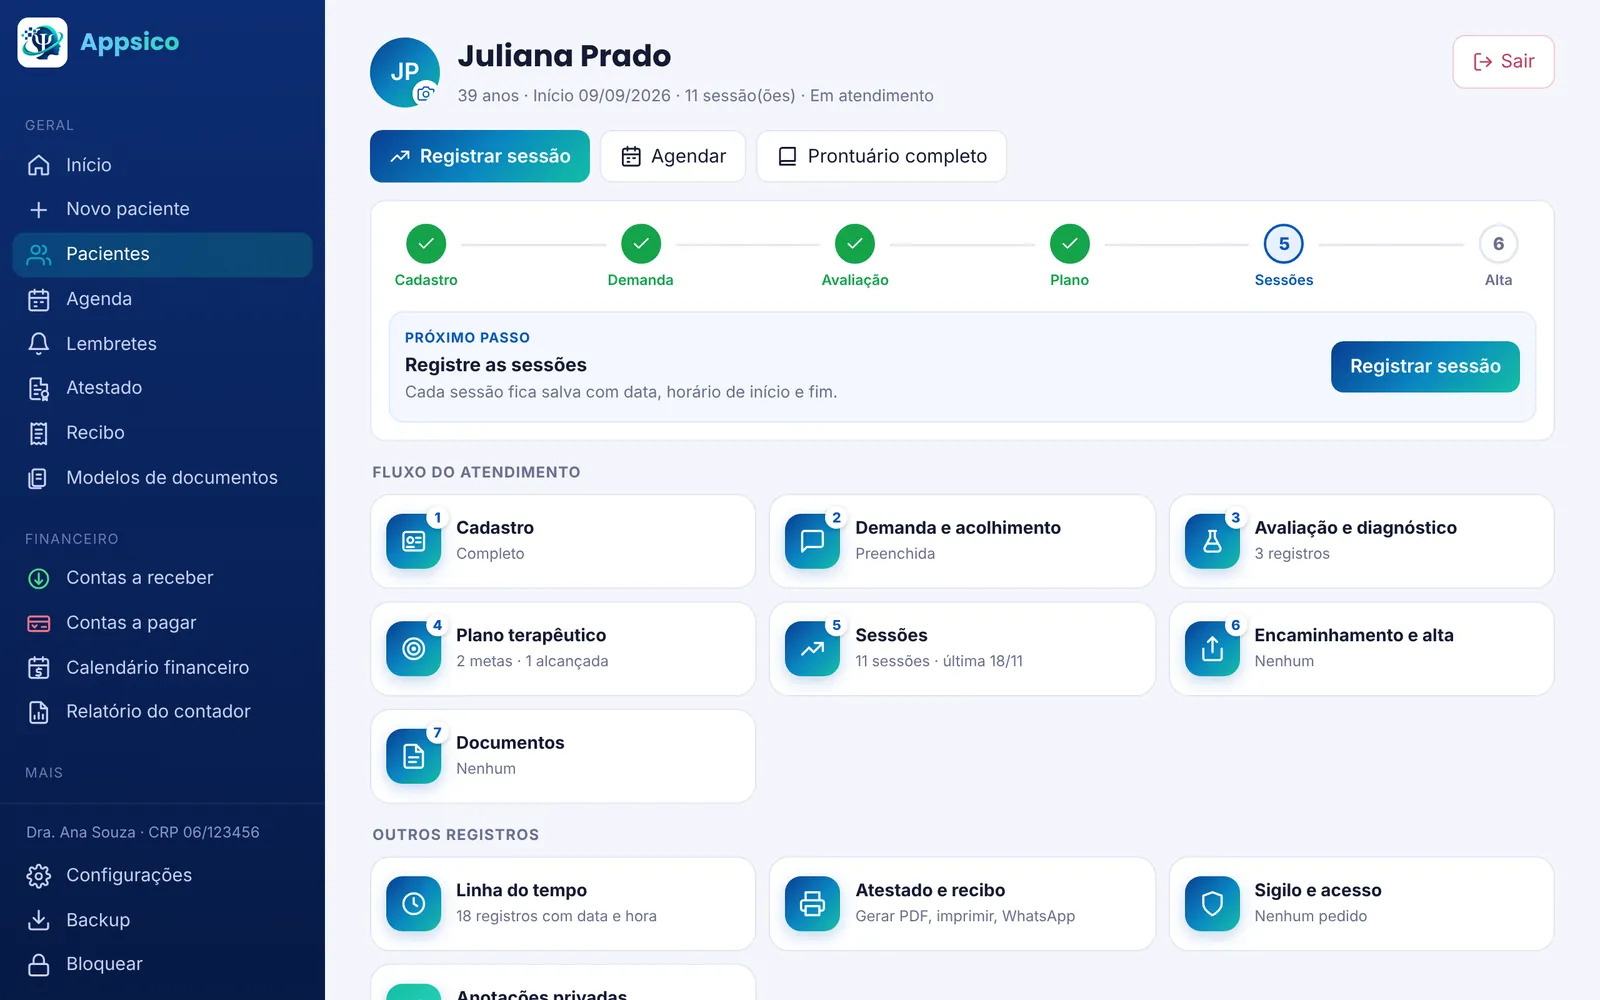 Appsico
GERAL
Início
Novo paciente
Pacientes
Agenda
Lembretes
Atestado
Recibo
Modelos de documentos
FINANCEIRO
Contas a receber
Contas a pagar
Calendário financeiro
Relatório do contador
MAIS
Dra. Ana Souza · CRP 06/123456
Configurações
Backup
Bloquear
JP
Juliana Prado
39 anos · Início 09/09/2026 · 11 sessão(ões) · Em atendimento
Sair
Registrar sessão
Agendar
Prontuário completo
5
6
Cadastro
Demanda
Avaliação
Plano
Sessões
Alta
PRÓXIMO PASSO
Registre as sessões
Cada sessão fica salva com data, horário de início e fim.
Registrar sessão
FLUXO DO ATENDIMENTO
1
Cadastro
Completo
2
Demanda e acolhimento
Preenchida
3
Avaliação e diagnóstico
3 registros
4
Plano terapêutico
2 metas · 1 alcançada
5
Sessões
11 sessões · última 18/11
6
Encaminhamento e alta
Nenhum
7
Documentos
Nenhum
OUTROS REGISTROS
Linha do tempo
18 registros com data e hora
Atestado e recibo
Gerar PDF, imprimir, WhatsApp
Sigilo e acesso
Nenhum pedido
Anotações privadas